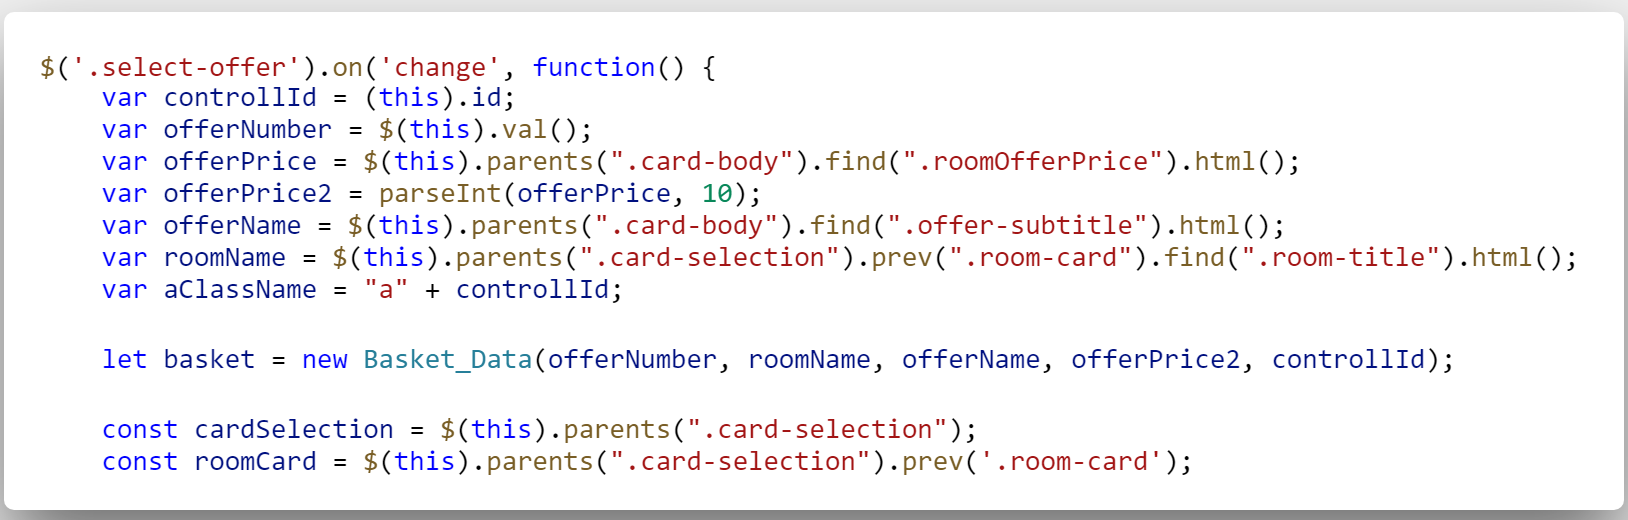 $('.select-offer').on('change', function() {
    var controllId = (this).id;
    var offerNumber = $(this).val();
    var offerPrice = $(this).parents(".card-body").find(".roomOfferPrice").html();
    var offerPrice2 = parseInt(offerPrice, 10);
    var offerName = $(this).parents(".card-body").find(".offer-subtitle").html();
    var roomName = $(this).parents(".card-selection").prev(".room-card").find(".room-title").html();
    var aClassName = "a" + controllId;

    let basket = new Basket_Data(offerNumber, roomName, offerName, offerPrice2, controllId);

    const cardSelection = $(this).parents(".card-selection");
    const roomCard = $(this).parents(".card-selection").prev('.room-card');